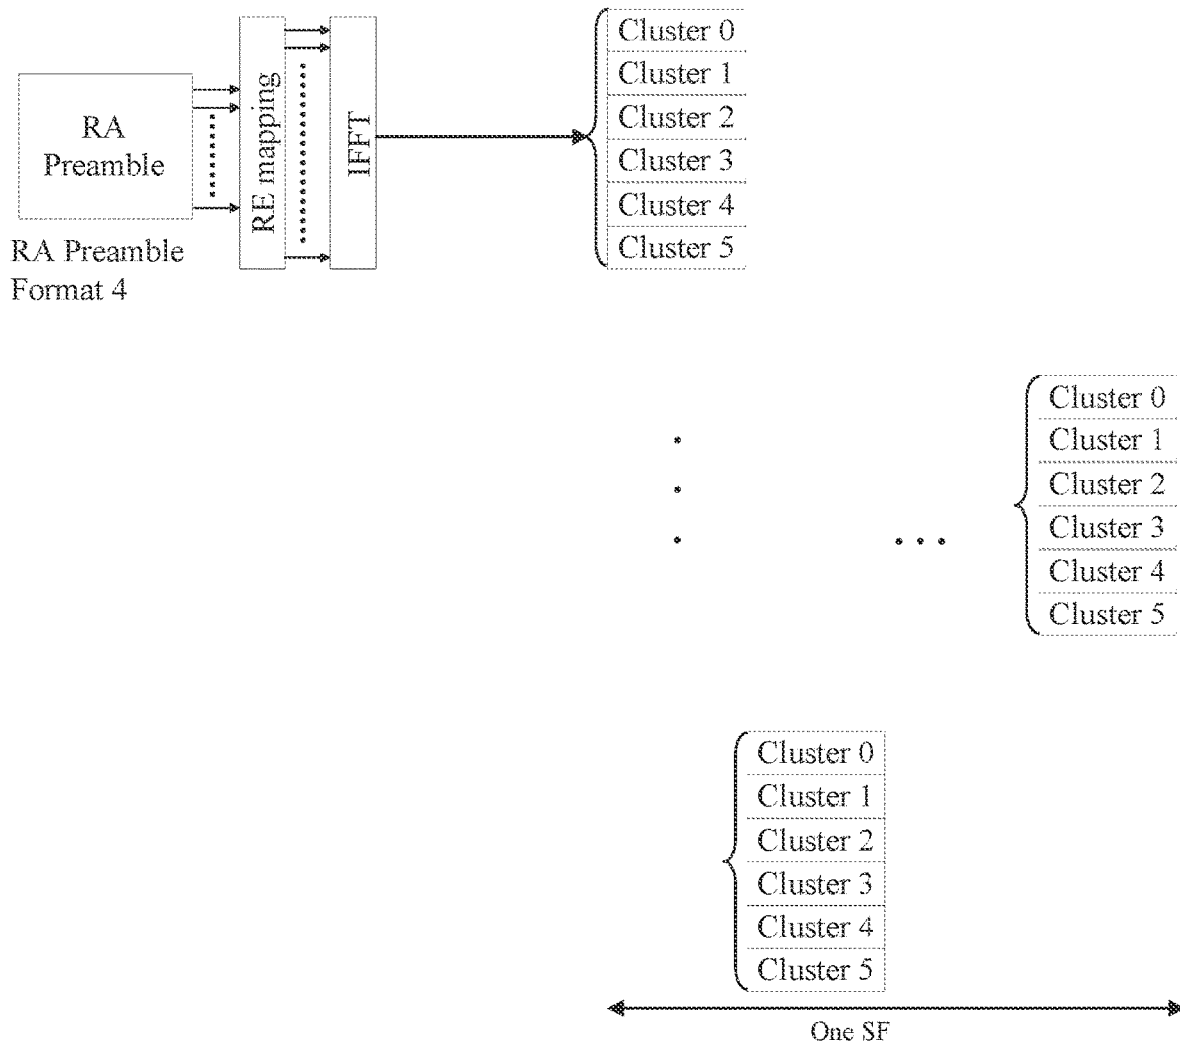 RA
Preamble
RA Preamble
Format 4
RE mapping
IFFT
Cluster 0
Cluster 1
Cluster 2
Cluster 3
Cluster 4
Cluster 5
Cluster 0
Cluster 1
Cluster 2
Cluster 3
Cluster 4
Cluster 5
Cluster 0
Cluster 1
Cluster 2
Cluster 3
Cluster 4
Cluster 5
One SF